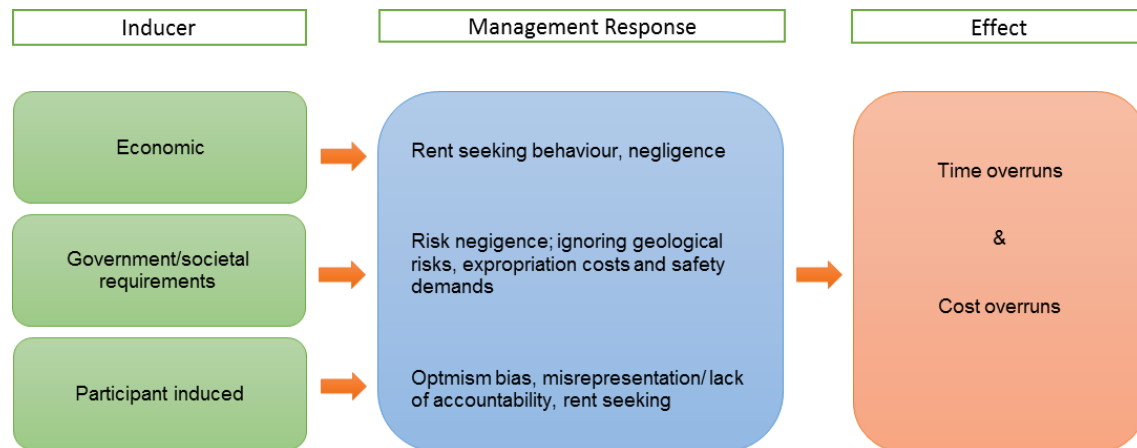 Inducer
Management Response
Effect
Economic
Rent seeking behaviour, negligence
Time overruns
&
Cost overruns
Government/societal
requirements
Risk negigence; ignoring geological
risks, expropriation costs and safety
demands
Participant induced
Optmism bias, misrepresentation/ lack
of accountability, rent seeking